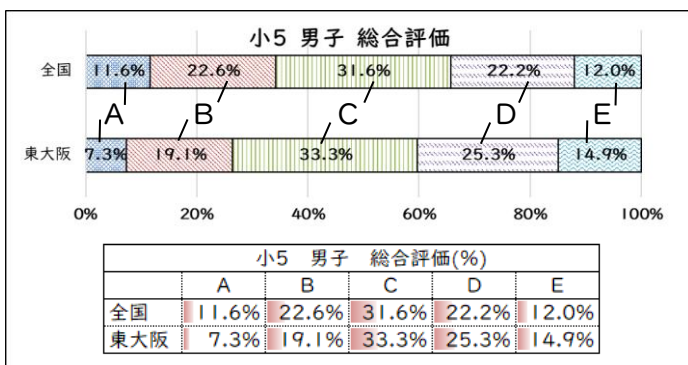 小5 男子 総合評価
全国 11.6% 22.6% 31.6% 22.2% 12.0%
A B C D E
東大阪 7.3% 19.1% 33.3% 25.3% 14.9%
0% 20% 40% 60% 80% 100%
小5 男子 総合評価(%)
A B C D E
全国 11.6% 22.6% 31.6% 22.2% 12.0%
東大阪 7.3% 19.1% 33.3% 25.3% 14.9%